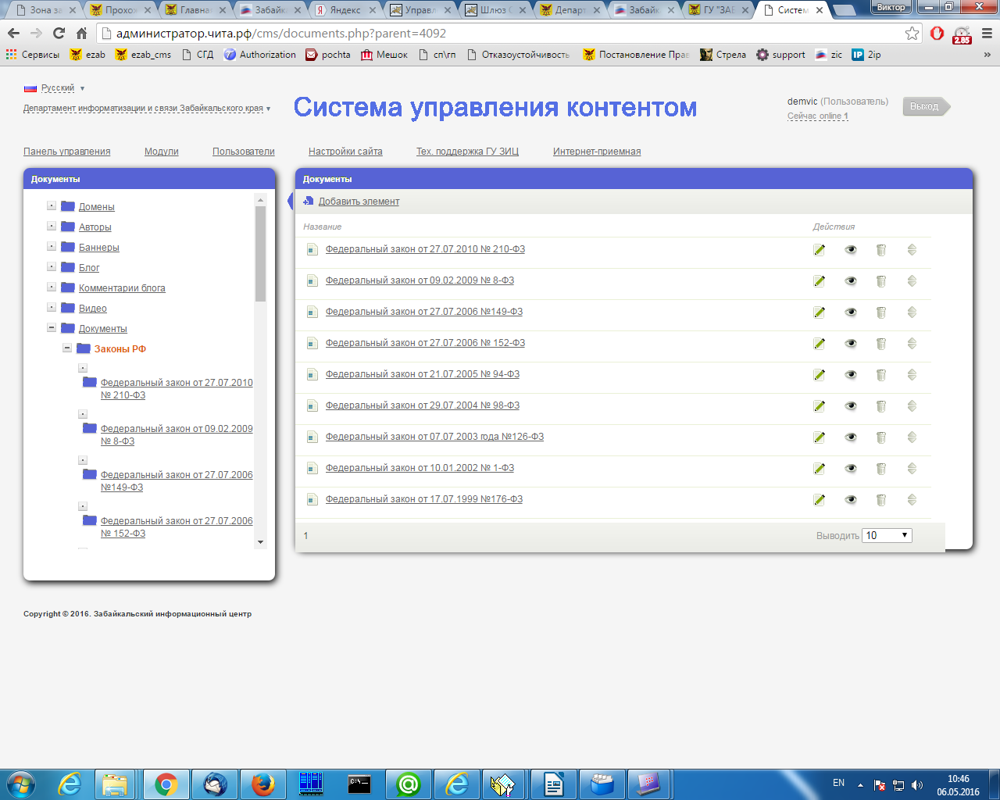 Зона за
Прохож
Главная
Забайк
Яндекс
Управл
Шлюз С
Департ
Забайк
ГУ "ЗАБ
Систем
Виктор
администратор.чита.рф/cms/documents.php?parent=4092
2.85
Сервисы
ezab
ezab_cms
СГД
Authorization
pochta
Мешок
сп\гп
Отказоустойчивость
Постановление Прав
Стрела
support
zic
IP 2ip
»
Русский
Департамент информатизации и связи Забайкальского края
Система управления контентом
demvic (Пользователь)
Сейчас online 1
Выход
Панель управления
Модули
Пользователи
Настройки сайта
Тех. поддержка ГУ ЗИЦ
Интернет-приемная
Документы
Домены
Авторы
Баннеры
Блог
Комментарии блога
Видео
Документы
Законы РФ
Федеральный закон от 27.07.2010
№ 210-ФЗ
Федеральный закон от 09.02.2009
№ 8-ФЗ
Федеральный закон от 27.07.2006
№149-ФЗ
Федеральный закон от 27.07.2006
№ 152-ФЗ
Документы
Добавить элемент
Название
Действия
Федеральный закон от 27.07.2010 № 210-ФЗ
Федеральный закон от 09.02.2009 № 8-ФЗ
Федеральный закон от 27.07.2006 №149-ФЗ
Федеральный закон от 27.07.2006 № 152-ФЗ
Федеральный закон от 21.07.2005 № 94-ФЗ
Федеральный закон от 29.07.2004 № 98-ФЗ
Федеральный закон от 07.07.2003 года №126-ФЗ
Федеральный закон от 10.01.2002 № 1-ФЗ
Федеральный закон от 17.07.1999 №176-ФЗ
1
Выводить 10
Copyright © 2016. Забайкальский информационный центр
C:\_
EN
10:46
06.05.2016